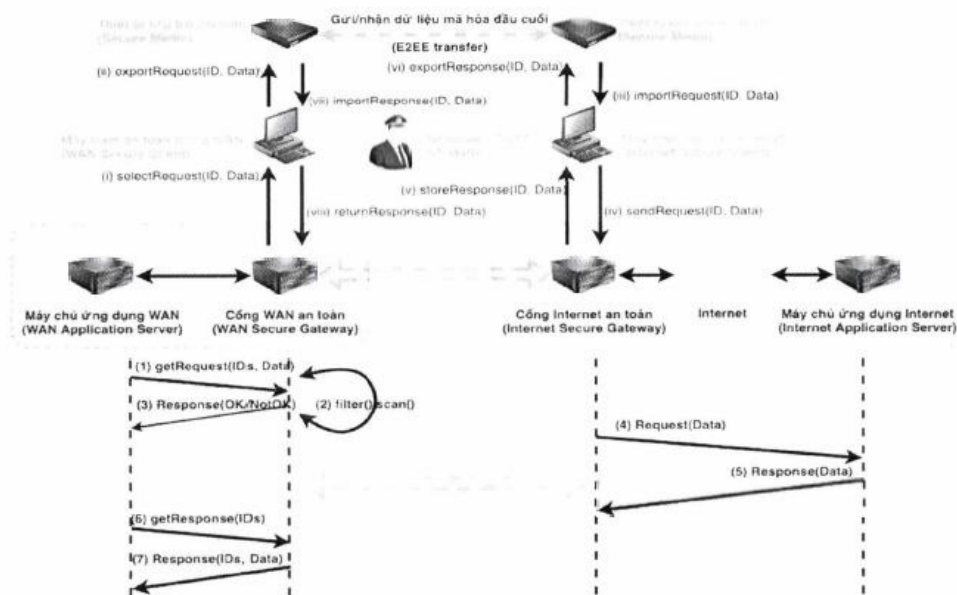 Gửi/nhận dữ liệu mã hóa đầu cuối
(E2EE transfer)
(ii) exportRequest(ID, Data)
(vi) exportResponse(ID, Data)
(vii) importResponse(ID, Data)
(iii) importRequest(ID, Data)
(WAN Secure Client)
(i) selectRequest(ID, Data)
(v) storeResponse(ID, Data)
(viii) returnResponse(ID, Data)
(iv) sendRequest(ID, Data)
Máy chủ ứng dụng WAN
(WAN Application Server)
Cổng WAN an toàn
(WAN Secure Gateway)
Cổng Internet an toàn
(Internet Secure Gateway)
Internet
Máy chủ ứng dụng Internet
(Internet Application Server)
(1) getRequest(IDs, Data)
(3) Response(OK/NotOK)
(2) filter()/scan()
(4) Request(Data)
(5) Response(Data)
(6) getResponse(IDs)
(7) Response(IDs, Data)